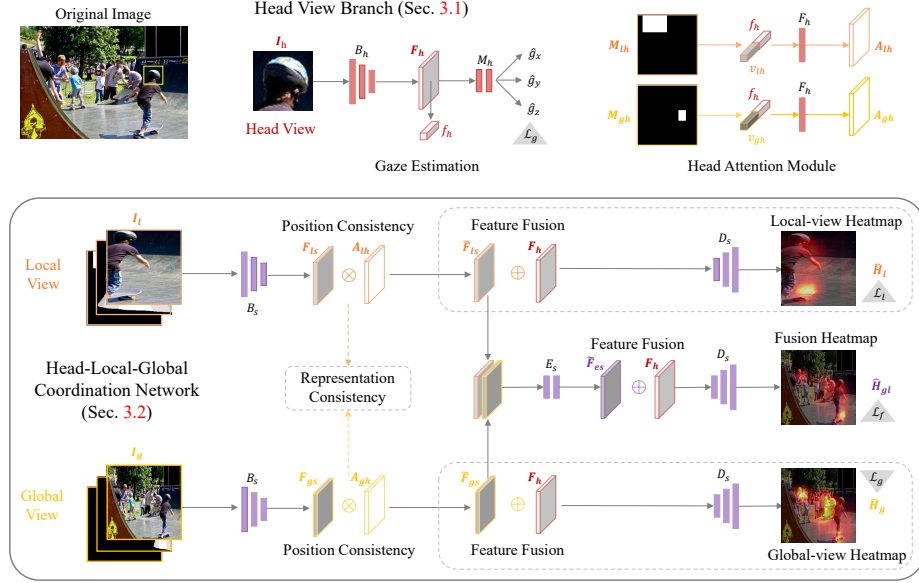 Original Image
Head View Branch (Sec. 3.1)
I_h
B_h
F_h
M_h
ĝ_x
ĝ_y
ĝ_z
Head View
f_h
ℒ_g
Gaze Estimation
M_lh
f_h
v_lh
F_h
A_lh
M_gh
f_h
v_gh
F_h
A_gh
Head Attention Module
I_l
Local
View
B_s
Position Consistency
F_ls
A_lh
⊗
Feature Fusion
F̃_ls
F_h
⊕
D_s
Local-view Heatmap
Ĥ_l
ℒ_l
Head-Local-Global
Coordination Network
(Sec. 3.2)
Representation
Consistency
E_s
Feature Fusion
F̃_es
F_h
⊕
D_s
Fusion Heatmap
Ĥ_gl
ℒ_f
I_g
Global
View
B_s
F_gs
A_gh
⊗
Position Consistency
F̃_gs
F_h
⊕
Feature Fusion
D_s
ℒ_g
Ĥ_g
Global-view Heatmap